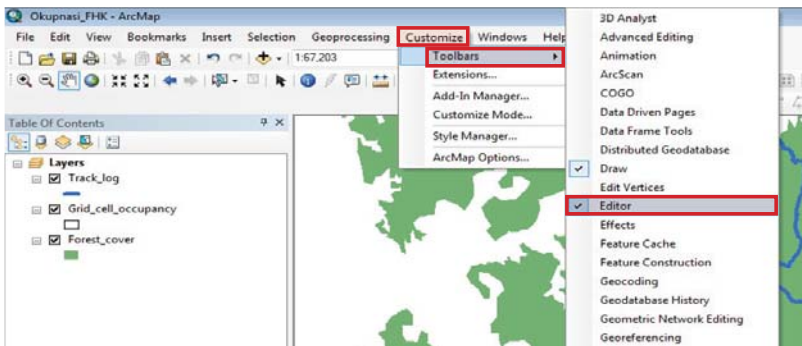 Okupnasi_FHK - ArcMap
File Edit View Bookmarks Insert Selection Geoprocessing Customize Windows Help
1:67,203
Table Of Contents
Layers
Track_log
Grid_cell_occupancy
Forest_cover
Toolbars
Extensions...
Add-In Manager...
Customize Mode...
Style Manager...
ArcMap Options...
3D Analyst
Advanced Editing
Animation
ArcScan
COGO
Data Driven Pages
Data Frame Tools
Distributed Geodatabase
Draw
Edit Vertices
Editor
Effects
Feature Cache
Feature Construction
Geocoding
Geodatabase History
Geometric Network Editing
Georeferencing